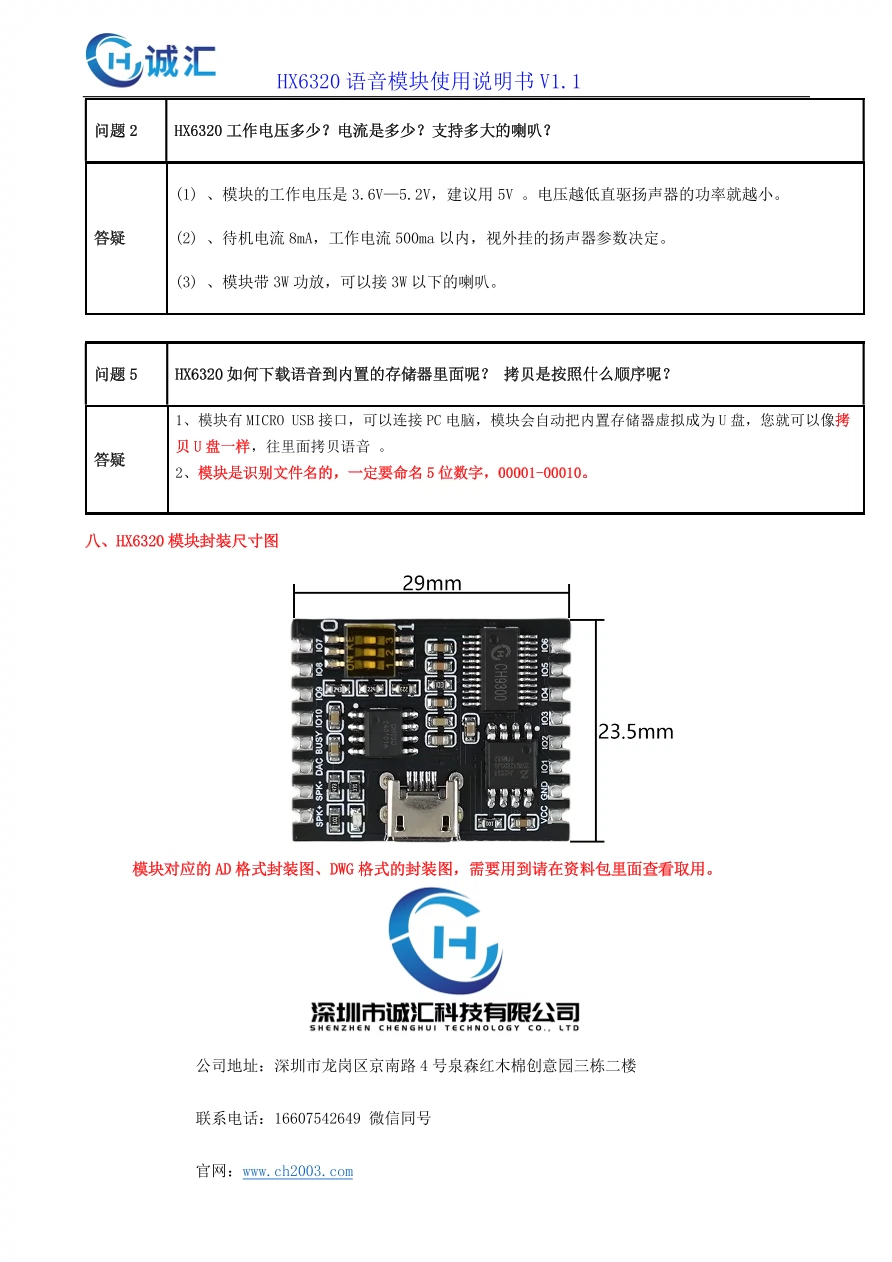 诚汇
HX6320 语音模块使用说明书 V1.1
问题 2
HX6320 工作电压多少？电流是多少？支持多大的喇叭？
答疑
(1) 、模块的工作电压是 3.6V—5.2V，建议用 5V 。电压越低直驱扬声器的功率就越小。
(2) 、待机电流 8mA，工作电流 500ma 以内，视外挂的扬声器参数决定。
(3) 、模块带 3W 功放，可以接 3W 以下的喇叭。
问题 5
HX6320 如何下载语音到内置的存储器里面呢？ 拷贝是按照什么顺序呢？
答疑
1、模块有 MICRO USB 接口，可以连接 PC 电脑，模块会自动把内置存储器虚拟成为 U 盘，您就可以像拷
贝 U 盘一样，往里面拷贝语音 。
2、模块是识别文件名的，一定要命名 5 位数字，00001-00010。
八、HX6320 模块封装尺寸图
29mm
0
1
ON KE
1 2 3
IO7
IO8
IO9
IO10
BUSY
DAC
SPK-
SPK+
CH9300
IO6
IO5
IO4
IO3
IO2
IO1
GND
VCC
23.5mm
模块对应的 AD 格式封装图、DWG 格式的封装图，需要用到请在资料包里面查看取用。
深圳市诚汇科技有限公司
SHENZHEN CHENGHUI TECHNOLOGY CO., LTD
公司地址：深圳市龙岗区京南路 4 号泉森红木棉创意园三栋二楼
联系电话：16607542649 微信同号
官网：www.ch2003.com